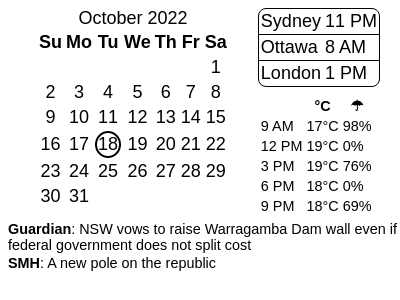 October 2022
Su Mo Tu We Th Fr Sa
1
2 3 4 5 6 7 8
9 10 11 12 13 14 15
16 17 18 19 20 21 22
23 24 25 26 27 28 29
30 31
Sydney 11 PM
Ottawa 8 AM
London 1 PM
°C ☂
9 AM 17°C 98%
12 PM 19°C 0%
3 PM 19°C 76%
6 PM 18°C 0%
9 PM 18°C 69%
Guardian: NSW vows to raise Warragamba Dam wall even if
federal government does not split cost
SMH: A new pole on the republic